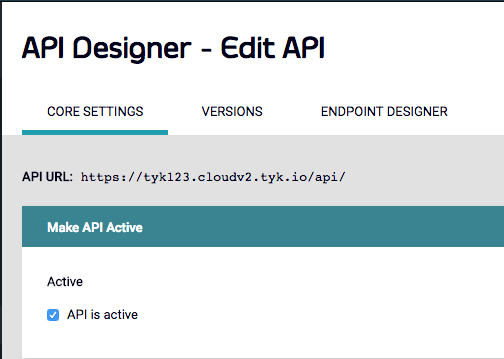 API Designer - Edit API
CORE SETTINGS VERSIONS ENDPOINT DESIGNER
API URL: https://tyk123.cloudv2.tyk.io/api/
Make API Active
Active
API is active